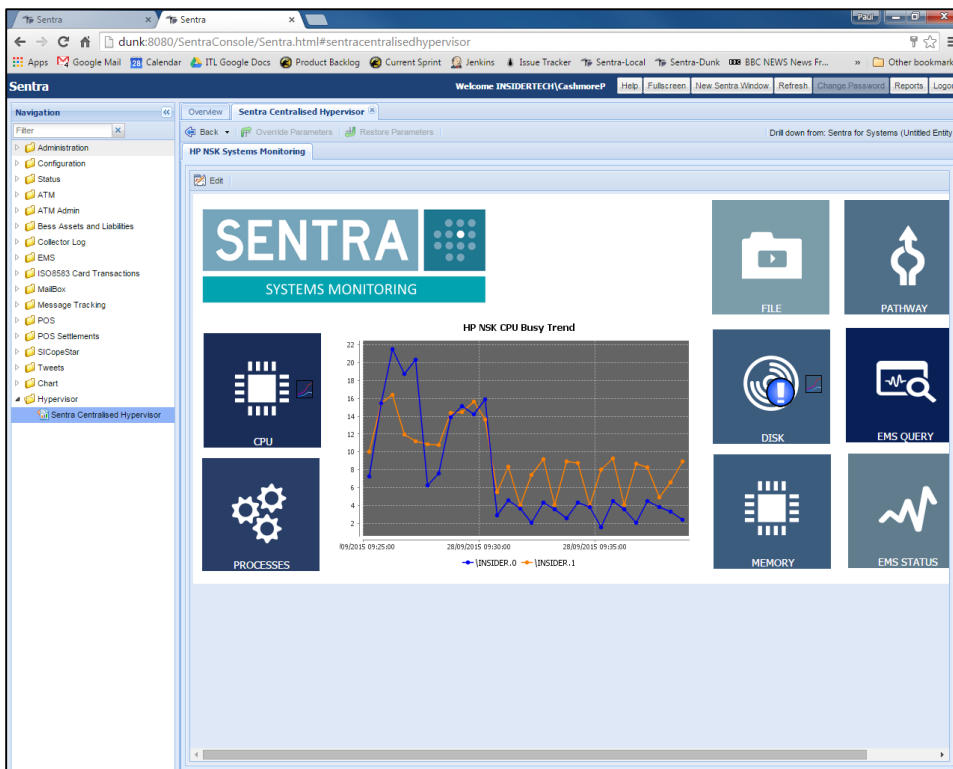 Sentra
Sentra
Paul
dunk:8080/SentraConsole/Sentra.html#sentracentralisedhypervisor
Apps Google Mail 28 Calendar ITL Google Docs Product Backlog Current Sprint Jenkins Issue Tracker Sentra-Local Sentra-Dunk BBC NEWS News Fr... » Other bookmark
Sentra Welcome INSIDERTECH\CashmoreP Help Fullscreen New Sentra Window Refresh Change Password Reports Logo
Navigation
Overview Sentra Centralised Hypervisor
Filter
Back Override Parameters Restore Parameters Drill down from: Sentra for Systems (Untitled Entity
HP NSK Systems Monitoring
Edit
Administration
Configuration
Status
ATM
ATM Admin
Bess Assets and Liabilities
Collector Log
EMS
ISO8583 Card Transactions
MailBox
Message Tracking
POS
POS Settlements
SICopeStar
Tweets
Chart
Hypervisor
Sentra Centralised Hypervisor
SENTRA
SYSTEMS MONITORING
FILE
PATHWAY
CPU
HP NSK CPU Busy Trend
22
20
18
16
14
12
10
8
6
4
2
/09/2015 09:25:00 28/09/2015 09:30:00 28/09/2015 09:35:00
\INSIDER.0 \INSIDER.1
DISK
EMS QUERY
PROCESSES
MEMORY
EMS STATUS